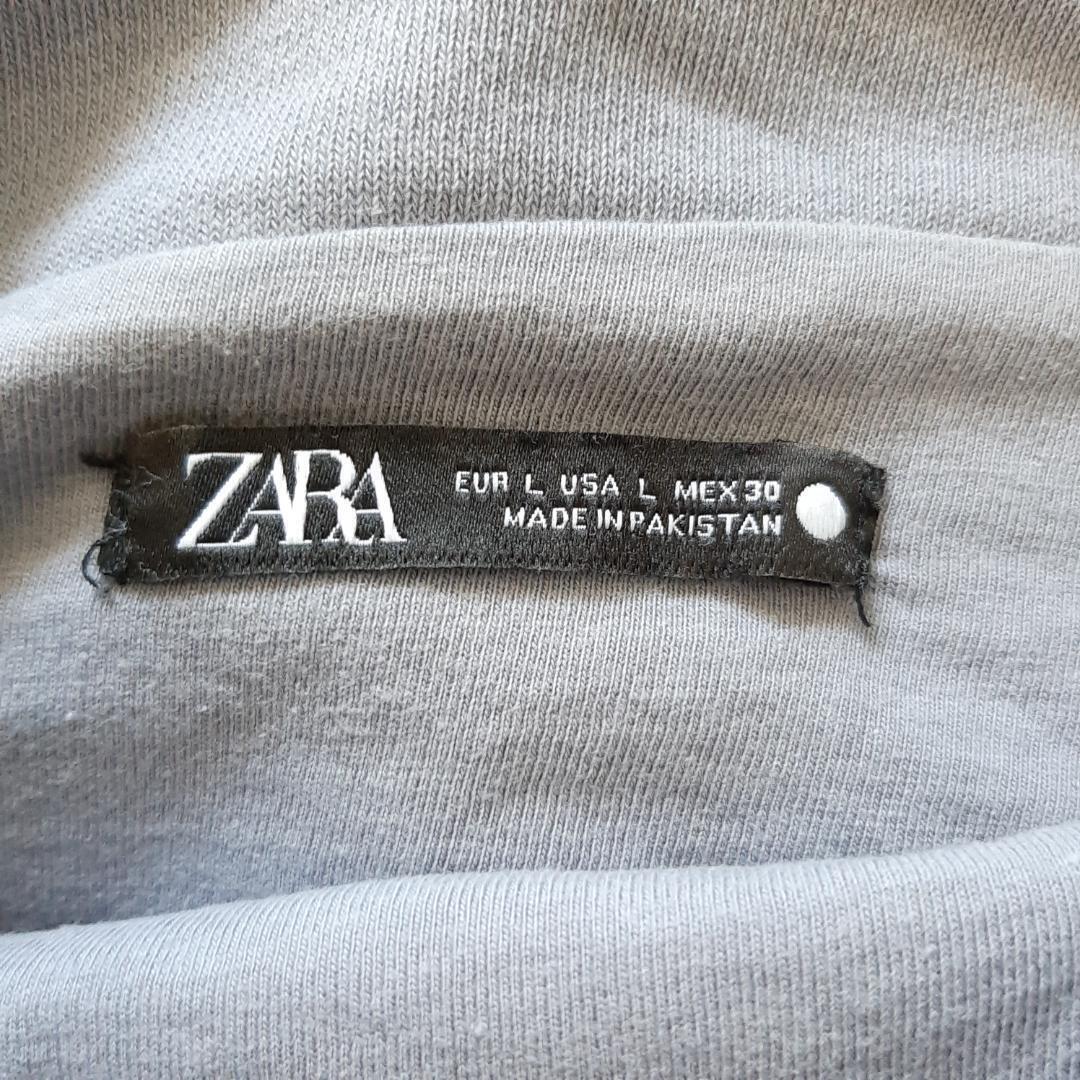 ZARA
EUR L USA L MEX 30
MADE IN PAKISTAN